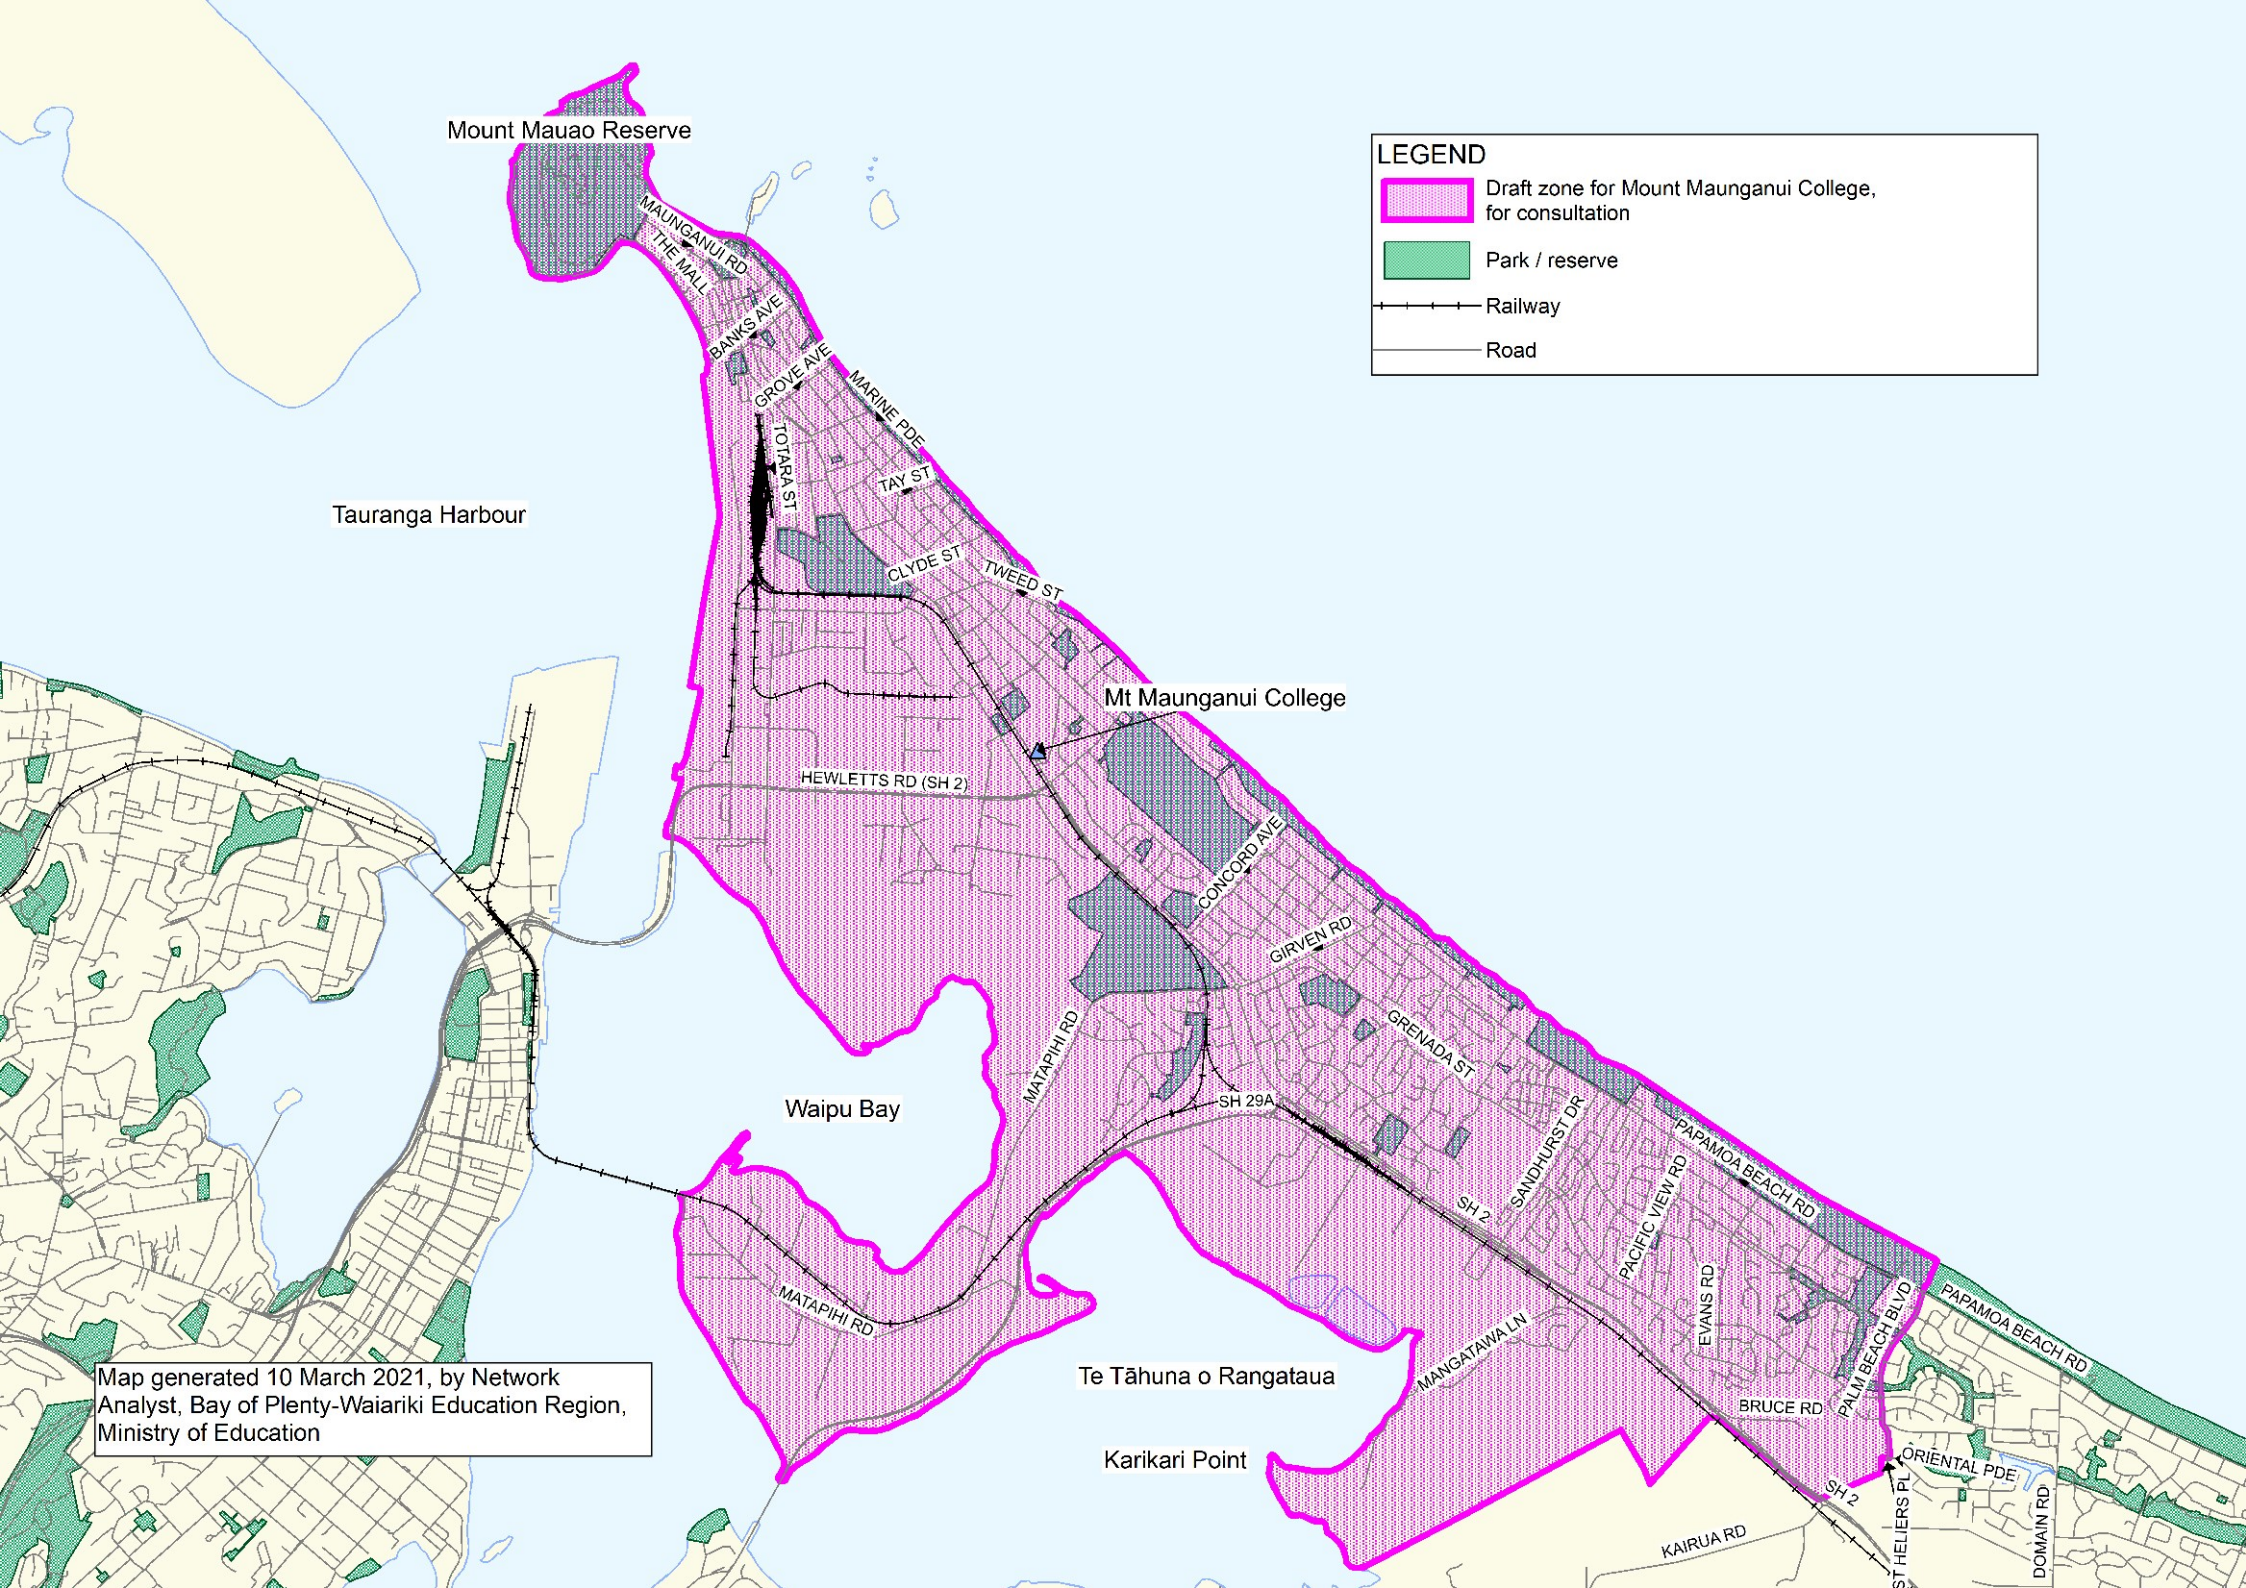 Mount Mauao Reserve
LEGEND
Draft zone for Mount Maunganui College,
for consultation
Park / reserve
Railway
Road
MAUNGANUI RD
THE MALL
BANKS AVE
GROVE AVE
MARINE PDE
TOTARA ST
TAY ST
Tauranga Harbour
CLYDE ST
TWEED ST
Mt Maunganui College
HEWLETTS RD (SH 2)
CONCORD AVE
GIRVEN RD
MATAPIHI RD
GRENADA ST
Waipu Bay
SH 29A
SANDHURST DR
PAPAMOA BEACH RD
PACIFIC VIEW RD
SH 2
EVANS RD
MATAPIHI RD
MANGATAWA LN
PALM BEACH BLVD
PAPAMOA BEACH RD
Te Tāhuna o Rangataua
BRUCE RD
Map generated 10 March 2021, by Network
Analyst, Bay of Plenty-Waiariki Education Region,
Ministry of Education
Karikari Point
ORIENTAL PDE
SH 2
ST HELIERS PL
DOMAIN RD
KAIRUA RD